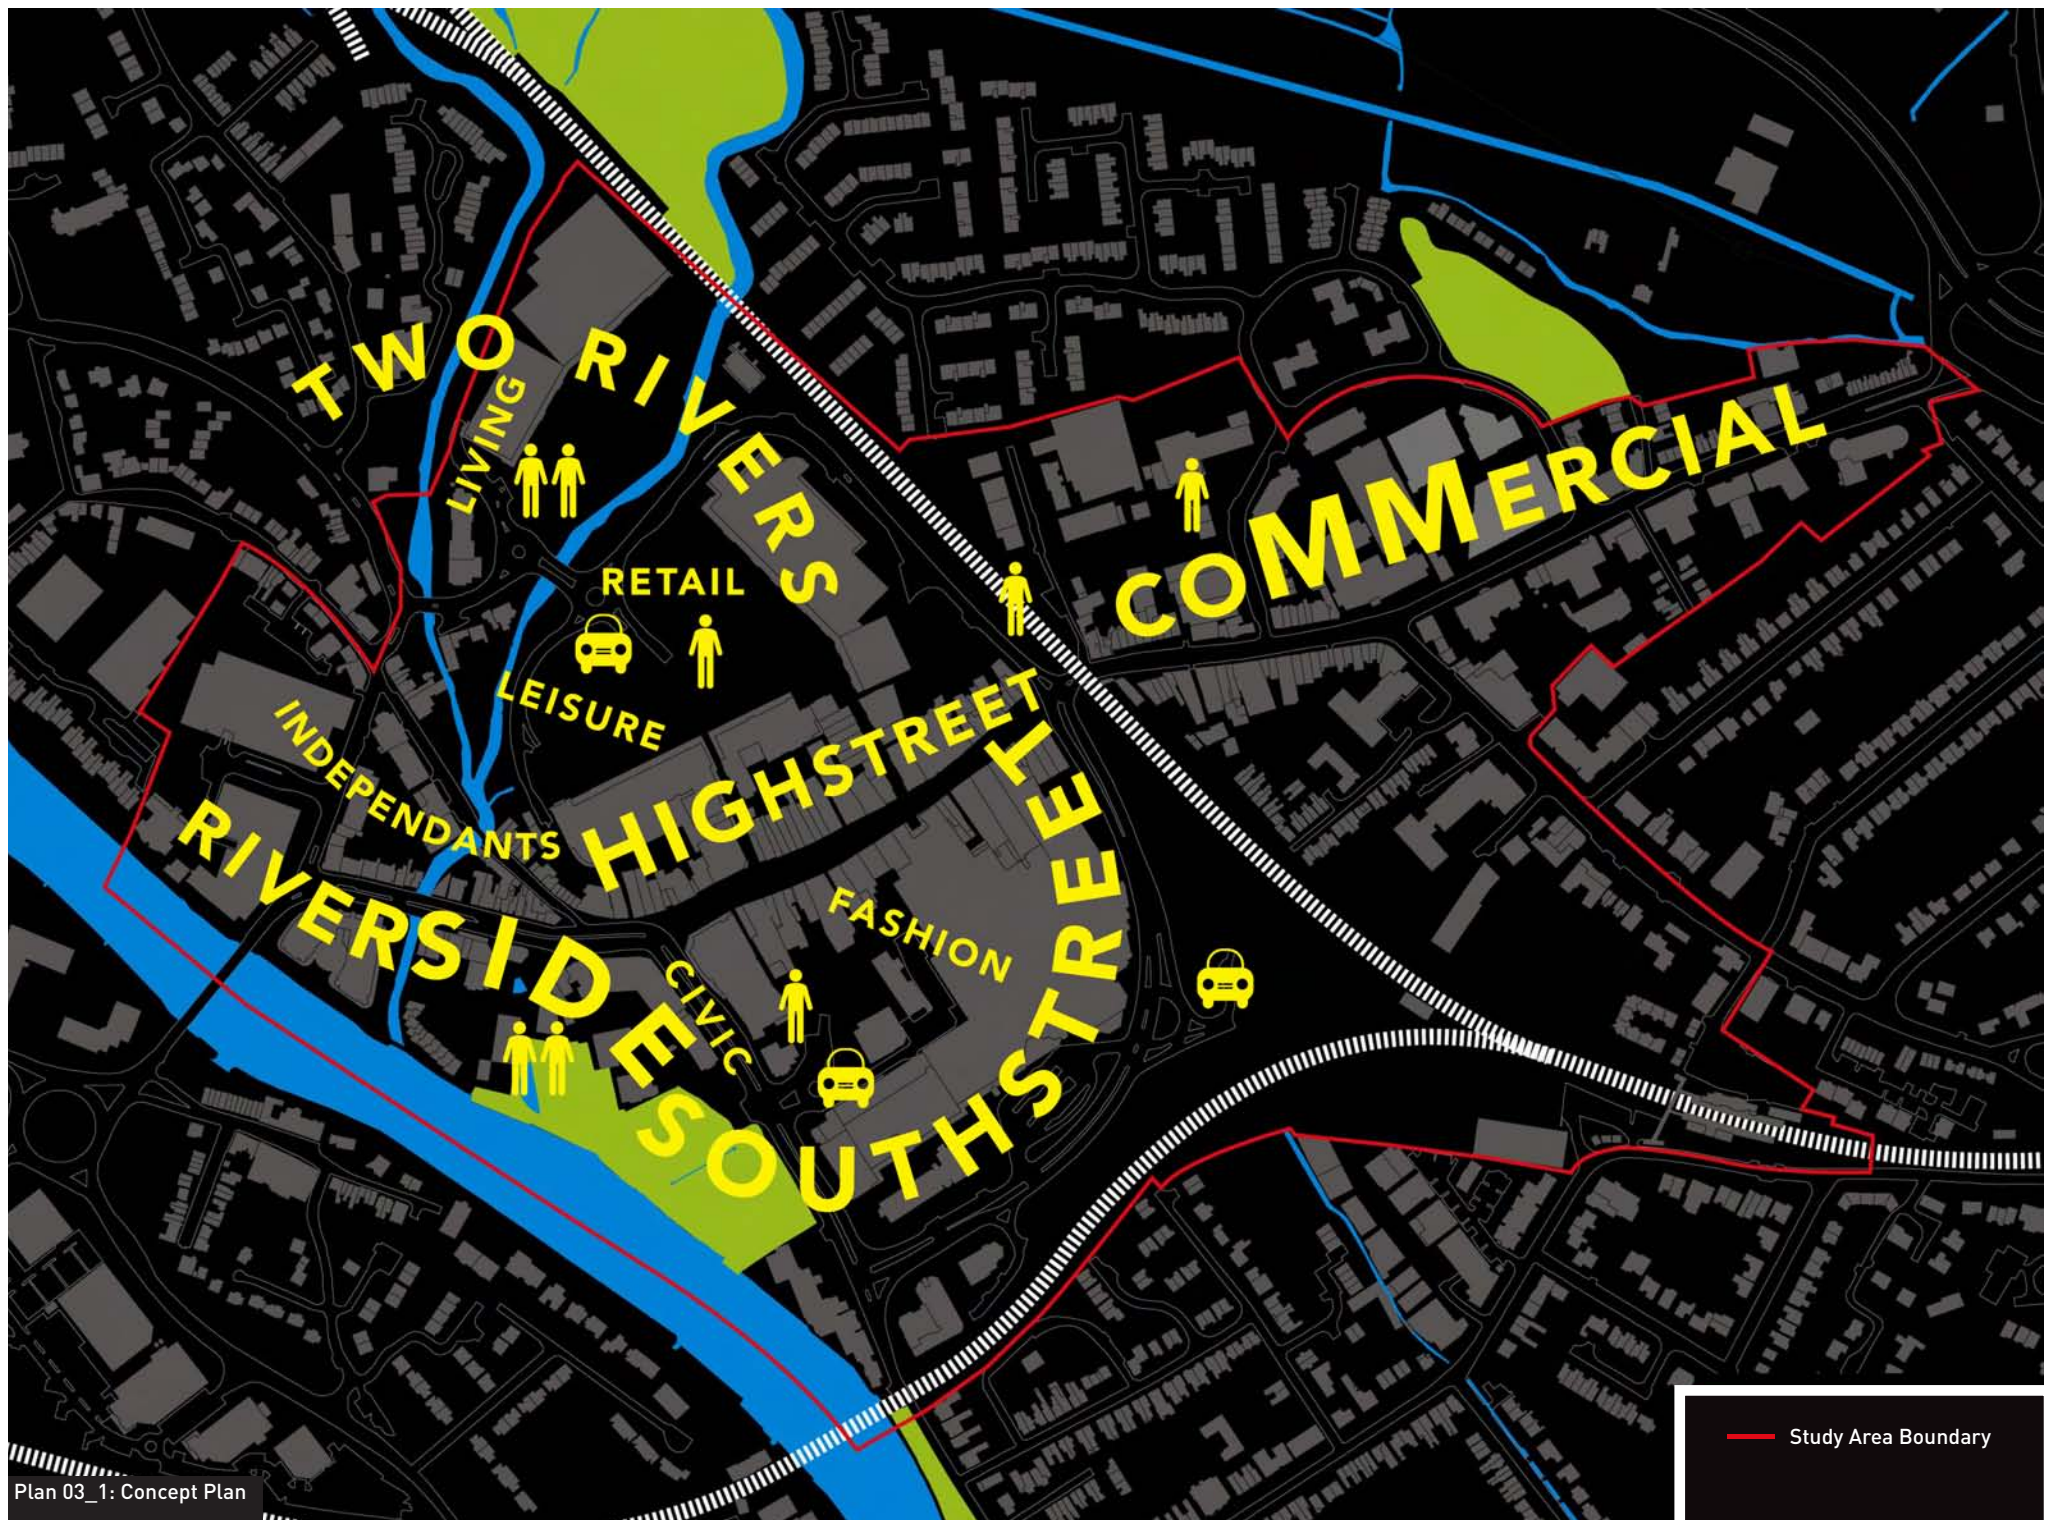 TWO RIVERS
LIVING
COMMERCIAL
RETAIL
LEISURE
HIGHSTREET
INDEPENDANTS
RIVERSIDE
FASHION
CIVIC
SOUTHSTREET
Study Area Boundary
Plan 03_1: Concept Plan